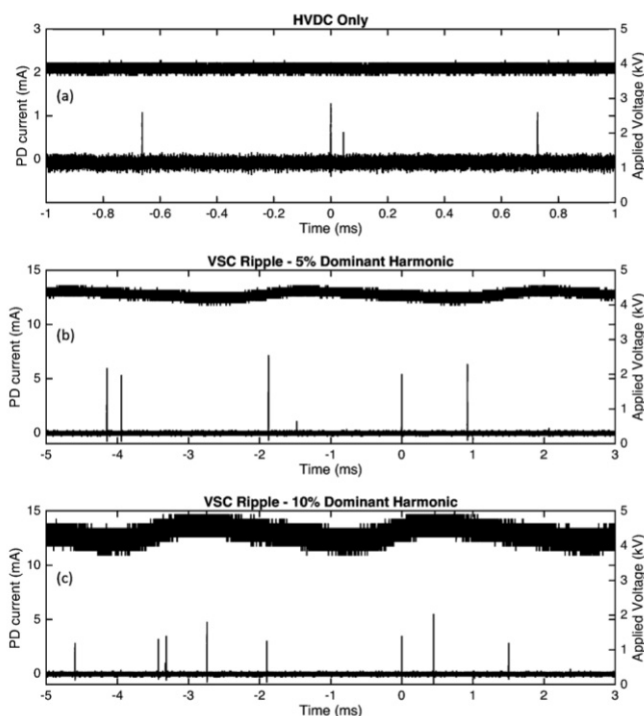 HVDC Only
3
2
1
0
PD current (mA)
(a)
5
4
3
2
1
0
Applied Voltage (kV)
-1 -0.8 -0.6 -0.4 -0.2 0 0.2 0.4 0.6 0.8 1
Time (ms)
VSC Ripple - 5% Dominant Harmonic
15
10
5
0
PD current (mA)
(b)
5
4
3
2
1
0
Applied Voltage (kV)
-5 -4 -3 -2 -1 0 1 2 3
Time (ms)
VSC Ripple - 10% Dominant Harmonic
15
10
5
0
PD current (mA)
(c)
5
4
3
2
1
0
Applied Voltage (kV)
-5 -4 -3 -2 -1 0 1 2 3
Time (ms)